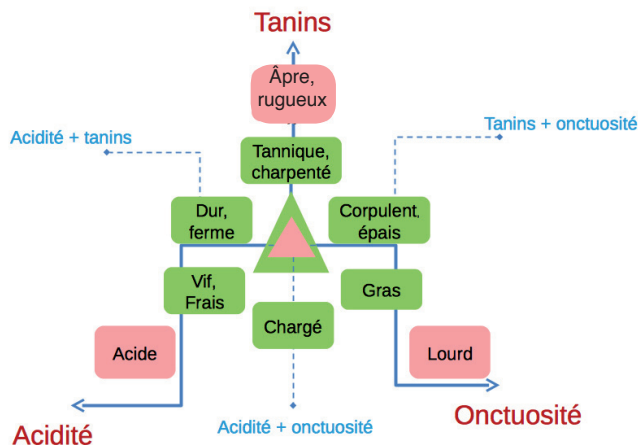 Tanins
Âpre,
rugueux
Acidité + tanins
Tanins + onctuosité
Tannique,
charpenté
Dur,
ferme
Corpulent,
épais
Vif,
Frais
Gras
Chargé
Acide
Lourd
Acidité
Acidité + onctuosité
Onctuosité